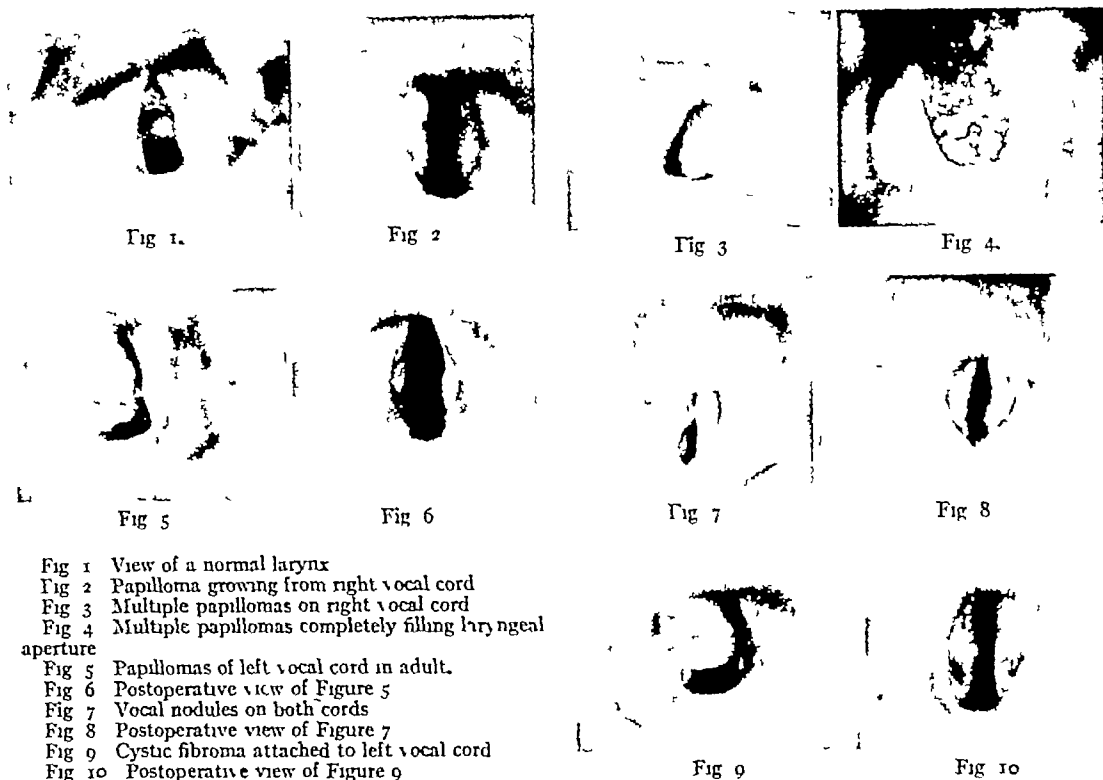 Fig 1.
Fig 2
Fig 3
Fig 4.
Fig 5
Fig 6
Fig 7
Fig 8
Fig 1 View of a normal larynx
Fig 2 Papilloma growing from right vocal cord
Fig 3 Multiple papillomas on right vocal cord
Fig 4 Multiple papillomas completely filling laryngeal
aperture
Fig 5 Papillomas of left vocal cord in adult.
Fig 6 Postoperative view of Figure 5
Fig 7 Vocal nodules on both cords
Fig 8 Postoperative view of Figure 7
Fig 9 Cystic fibroma attached to left vocal cord
Fig 10 Postoperative view of Figure 9
Fig 9
Fig 10